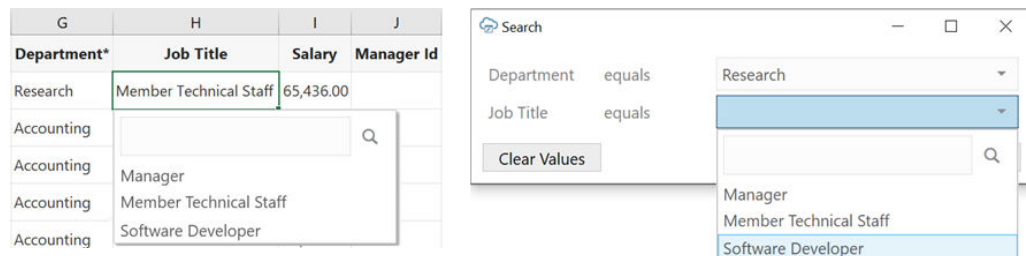 G H I J
Department* Job Title Salary Manager Id
Research Member Technical Staff 65,436.00
Accounting
Accounting
Manager
Accounting Member Technical Staff
Accounting Software Developer
Search
Department equals Research
Job Title equals
Clear Values
Manager
Member Technical Staff
Software Developer